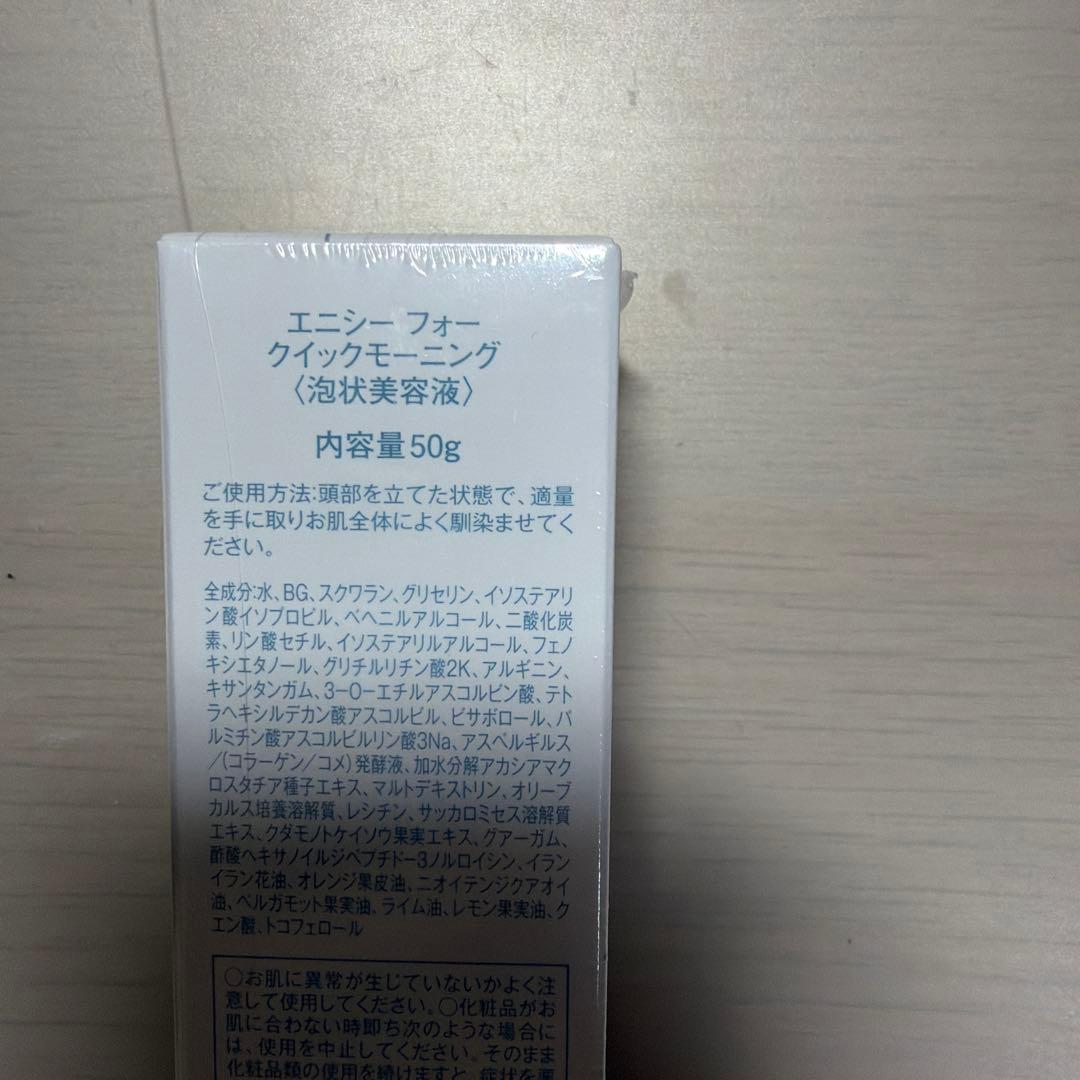 エニシー フォー
クイックモーニング
〈泡状美容液〉
内容量50g
ご使用方法:頭部を立てた状態で、適量
を手に取りお肌全体によく馴染ませてく
ださい。
全成分:水、BG、スクワラン、グリセリン、イソステアリ
ン酸イソプロピル、ベヘニルアルコール、二酸化炭
素、リン酸セチル、イソステアリルアルコール、フェノ
キシエタノール、グリチルリチン酸2K、アルギニン、
キサンタンガム、3-O-エチルアスコルビン酸、テト
ラヘキシルデカン酸アスコルビル、ビサボロール、パ
ルミチン酸アスコルビルリン酸3Na、アスペルギルス
/(コラーゲン/コメ)発酵液、加水分解アカシアマク
ロスタチア種子エキス、マルトデキストリン、オリーブ
カルス培養溶解質、レシチン、サッカロミセス溶解質
エキス、クダモノトケイソウ果実エキス、グアーガム、
酢酸ヘキサノイルジペプチドー3ノルロイシン、イラン
イラン花油、オレンジ果皮油、ニオイテンジクアオイ
油、ベルガモット果実油、ライム油、レモン果実油、ク
エン酸、トコフェロール
○お肌に異常が生じていないかよく注
意して使用してください。○化粧品がお
肌に合わない時即ち次のような場合に
は、使用を中止してください。そのまま
化粧品類の使用を続けますと、症状を悪